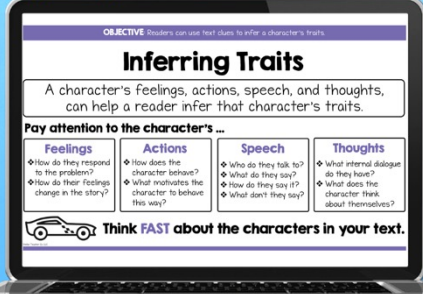 OBJECTIVE: Readers can use text clues to infer a character's traits
Inferring Traits
A character's feelings, actions, speech, and thoughts,
can help a reader infer that character's traits.
Pay attention to the character's ...
Feelings
❖How do they respond
to the problem?
❖How do their feelings
change in the story?
Actions
❖ How does the
character behave?
❖ What motivates the
character to behave
this way?
Speech
❖ Who do they talk to?
❖ What do they say?
❖ How do they say it?
❖ What don't they say?
Thoughts
❖ What internal dialogue
do they have?
❖ What does the
character think
about themselves?
Think FAST about the characters in your text.